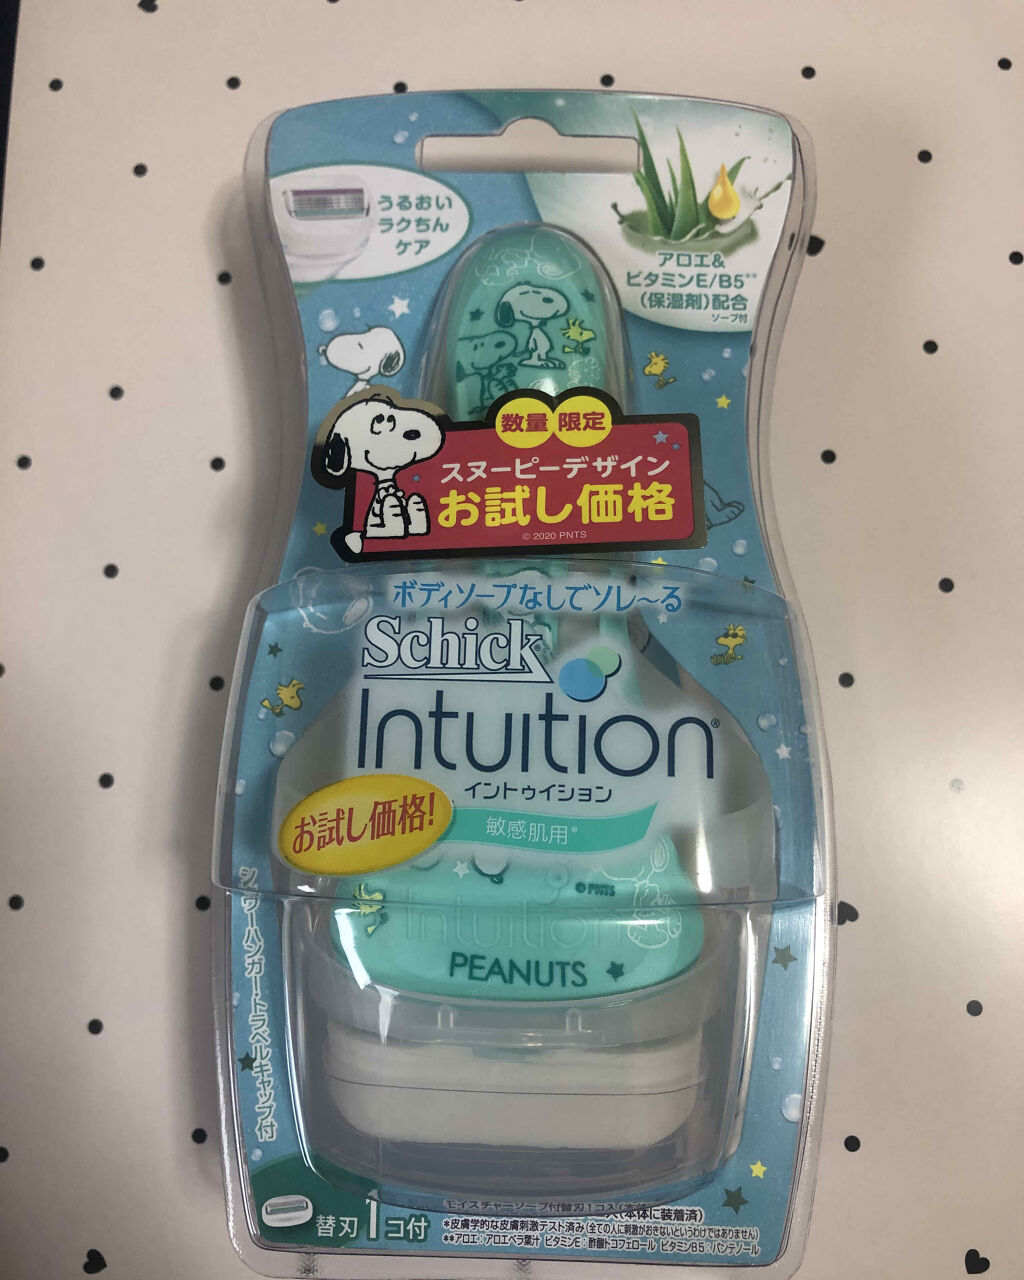 うるおい
ラクちん
ケア
アロエ&
ビタミンE/B5**
(保湿剤)配合
ソープ付
数量 限定
スヌーピーデザイン
お試し価格
© 2020 PNTS
ボディソープなしでソレ〜る
Schick®
Intuition®
イントゥイション
お試し価格!
敏感肌用*
© PNTS
Intuition
PEANUTS
シャワーハンガー・トラベルキャップ付
替刃1コ付
モイスチャーソープ付替刃1コ入(本体に装着済)
*皮膚学的な皮膚刺激テスト済み(全ての人に刺激がおきないというわけではありません)
**アロエ:アロエベラ葉汁 ビタミンE:酢酸トコフェロール ビタミンB5:パンテノール